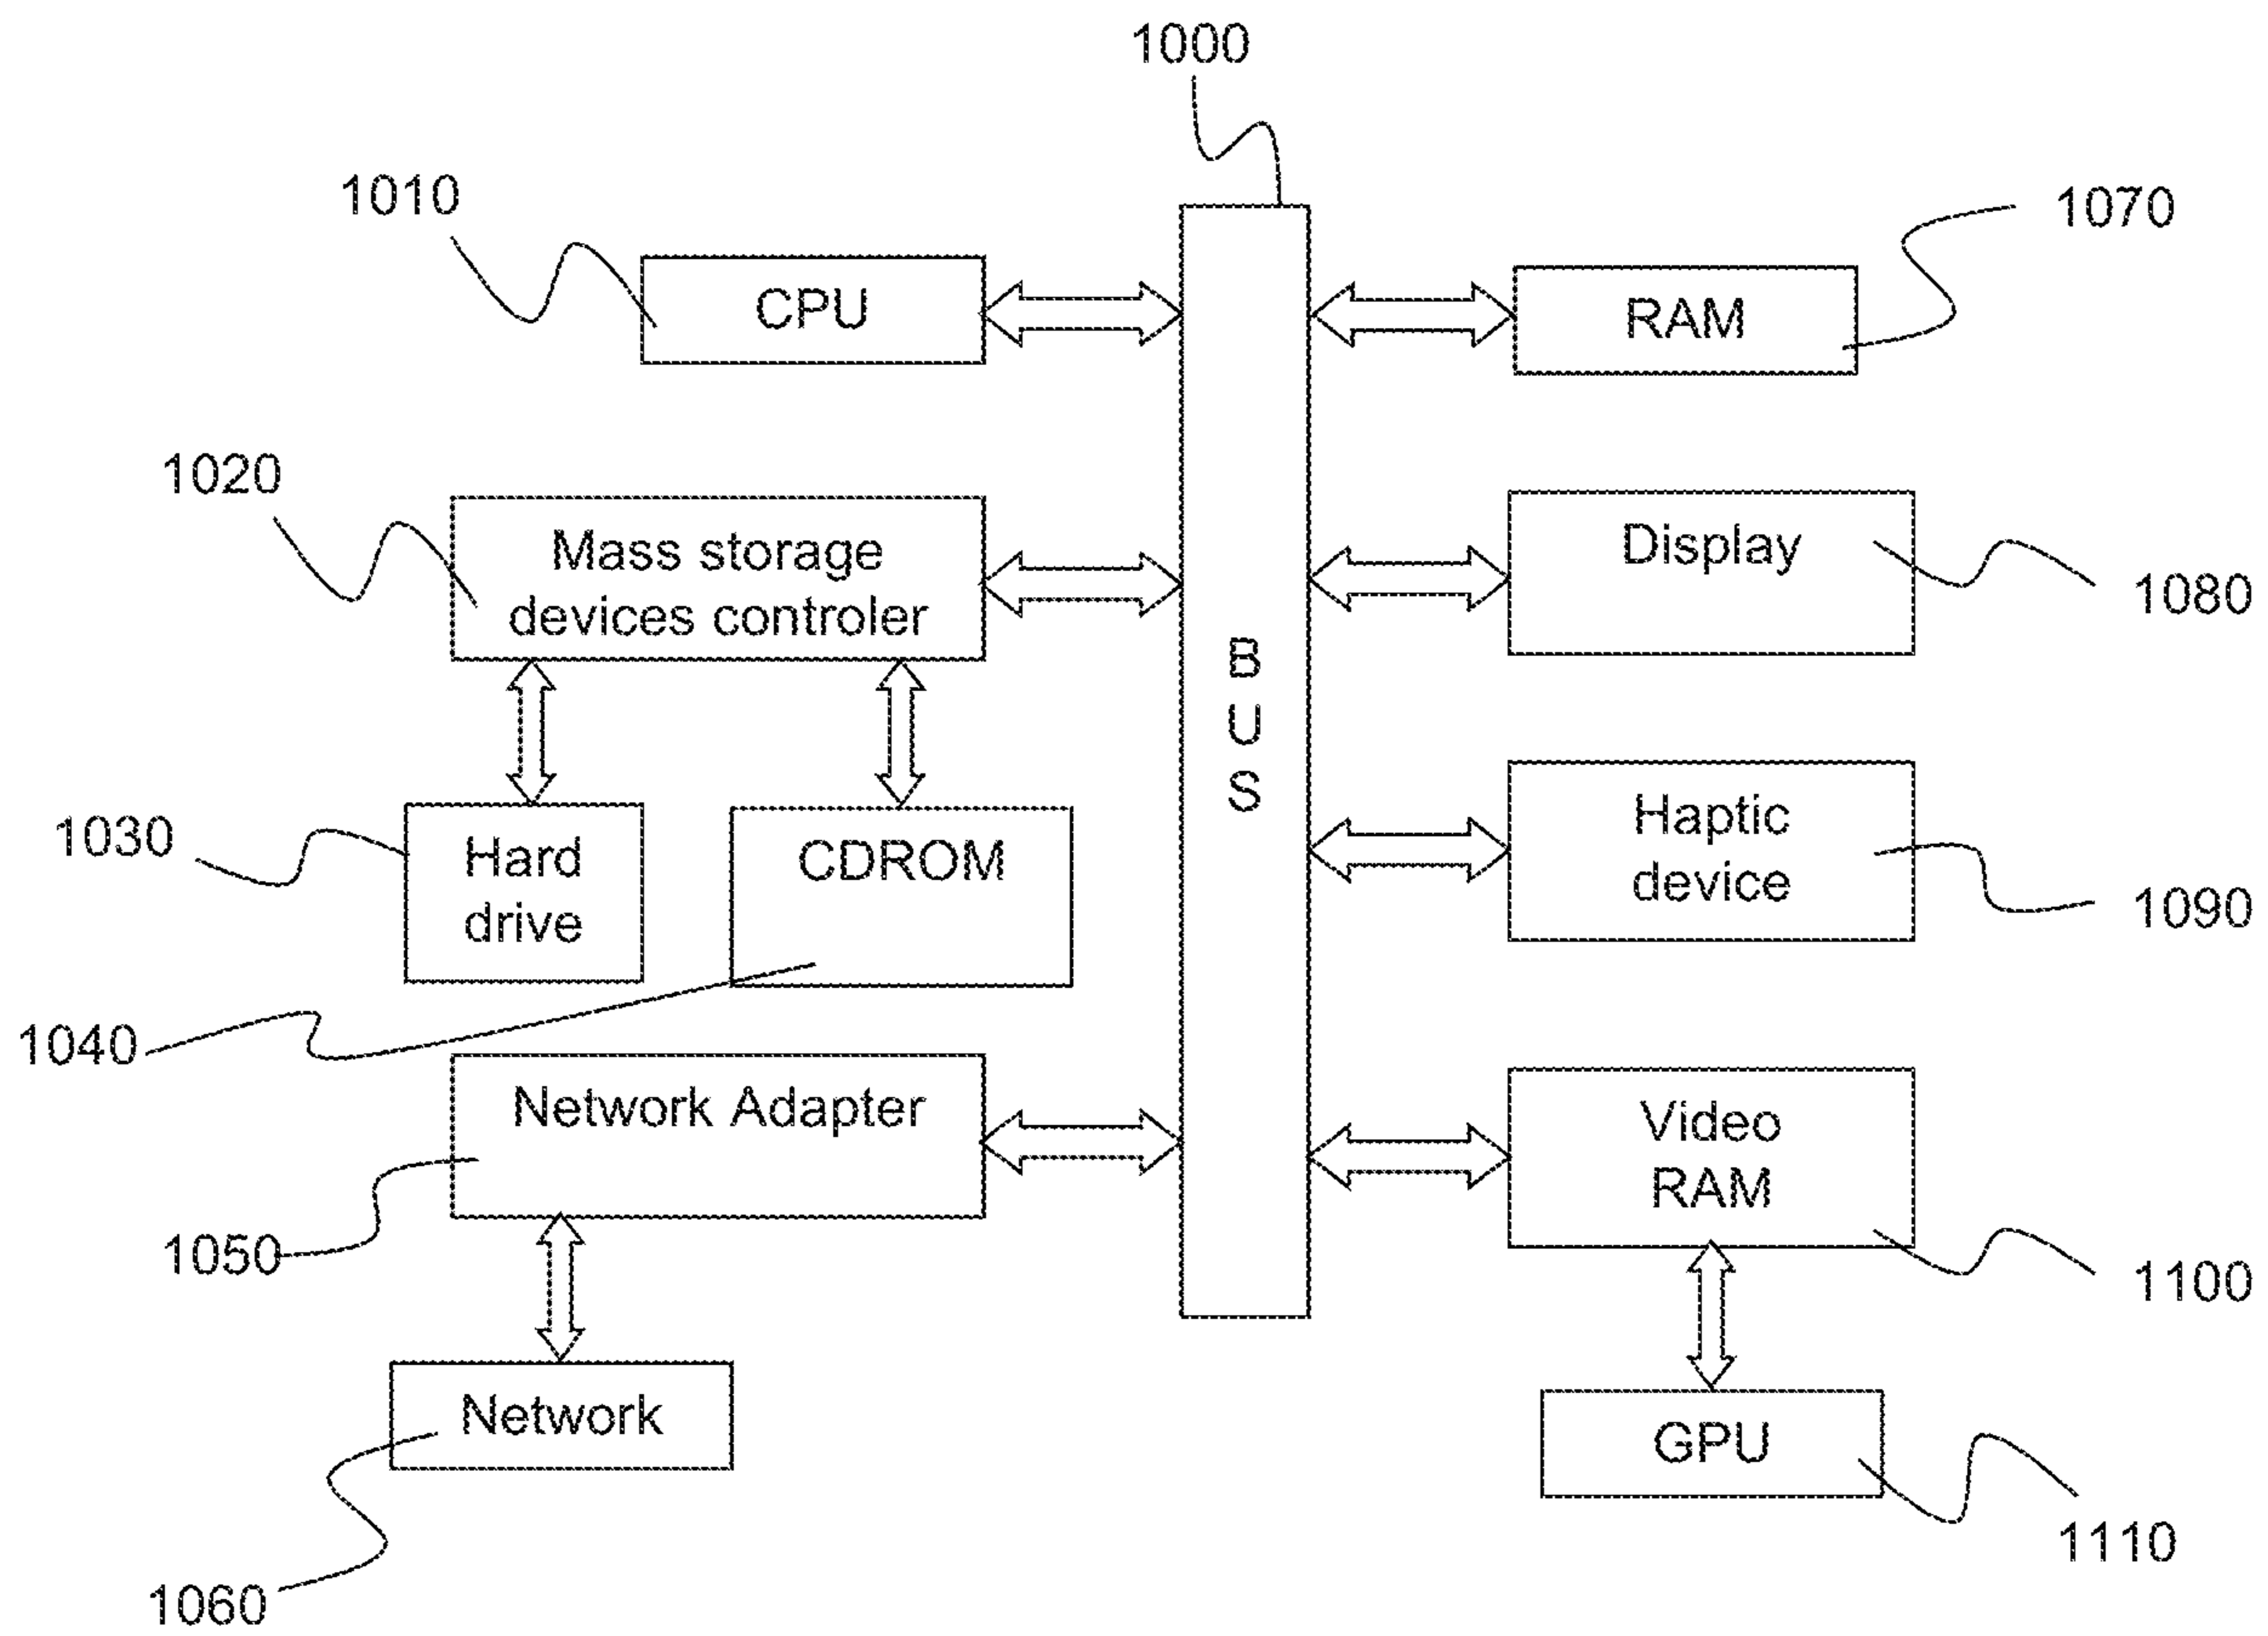 1000
1010
CPU
RAM
1070
1020
Mass storage
devices controler
Display
1080
B
U
S
1030
Hard
drive
CDROM
Haptic
device
1090
1040
Network Adapter
1050
Video
RAM
1100
Network
1060
GPU
1110